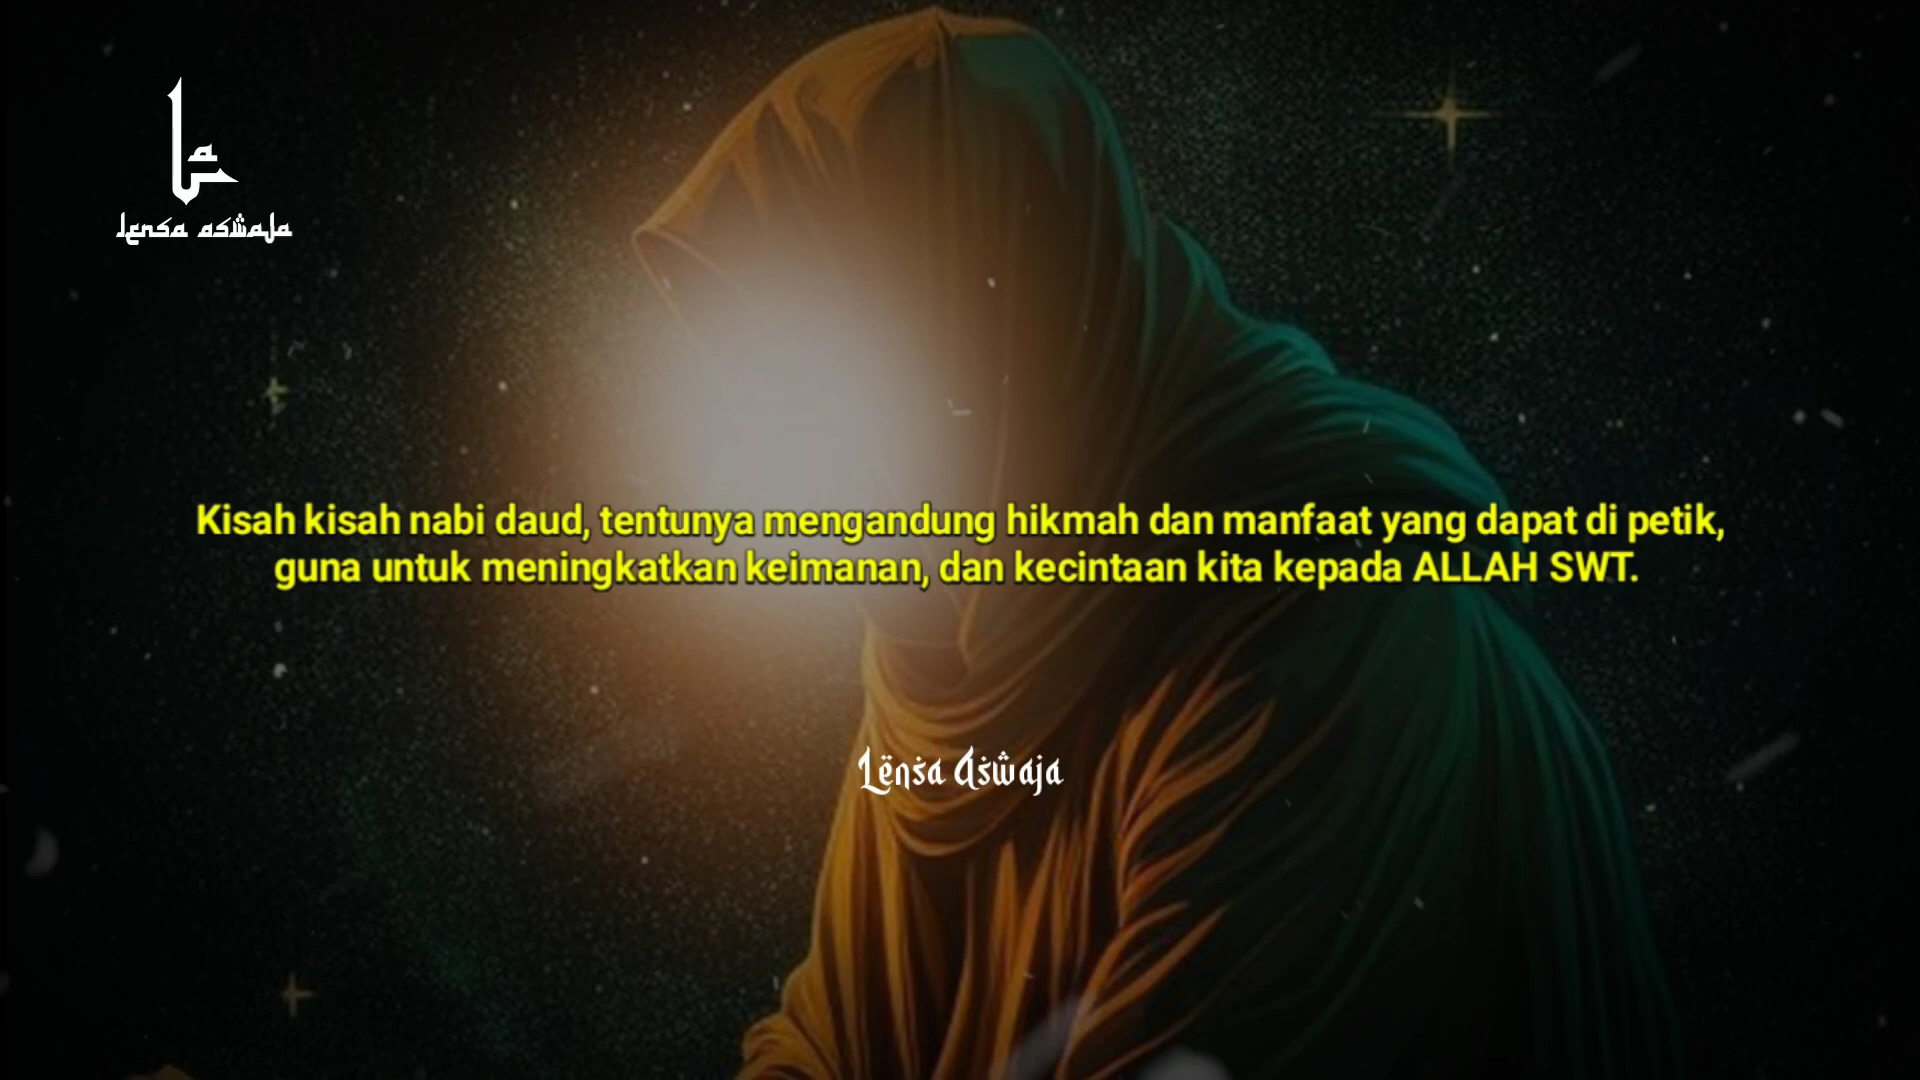 lensa aswaja
Kisah kisah nabi daud, tentunya mengandung hikmah dan manfaat yang dapat di petik,
guna untuk meningkatkan keimanan, dan kecintaan kita kepada ALLAH SWT.
Lënsa Aswaja